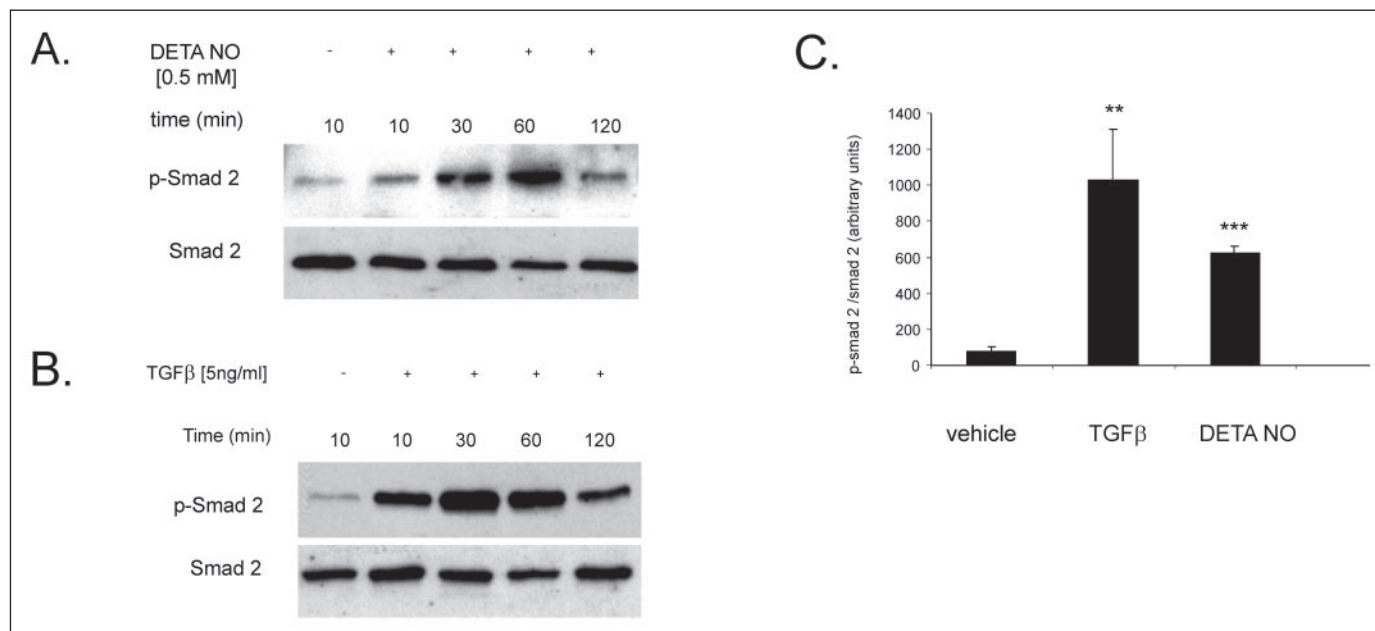 A.
DETA NO
[0.5 mM]
- + + + +
time (min)
10 10 30 60 120
p-Smad 2
Smad 2
B.
TGFβ [5ng/ml]
- + + + +
Time (min)
10 10 30 60 120
p-Smad 2
Smad 2
C.
p-smad 2 /smad 2 (arbitrary units)
1400
1200
1000
800
600
400
200
0
**
***
vehicle TGFβ DETA NO